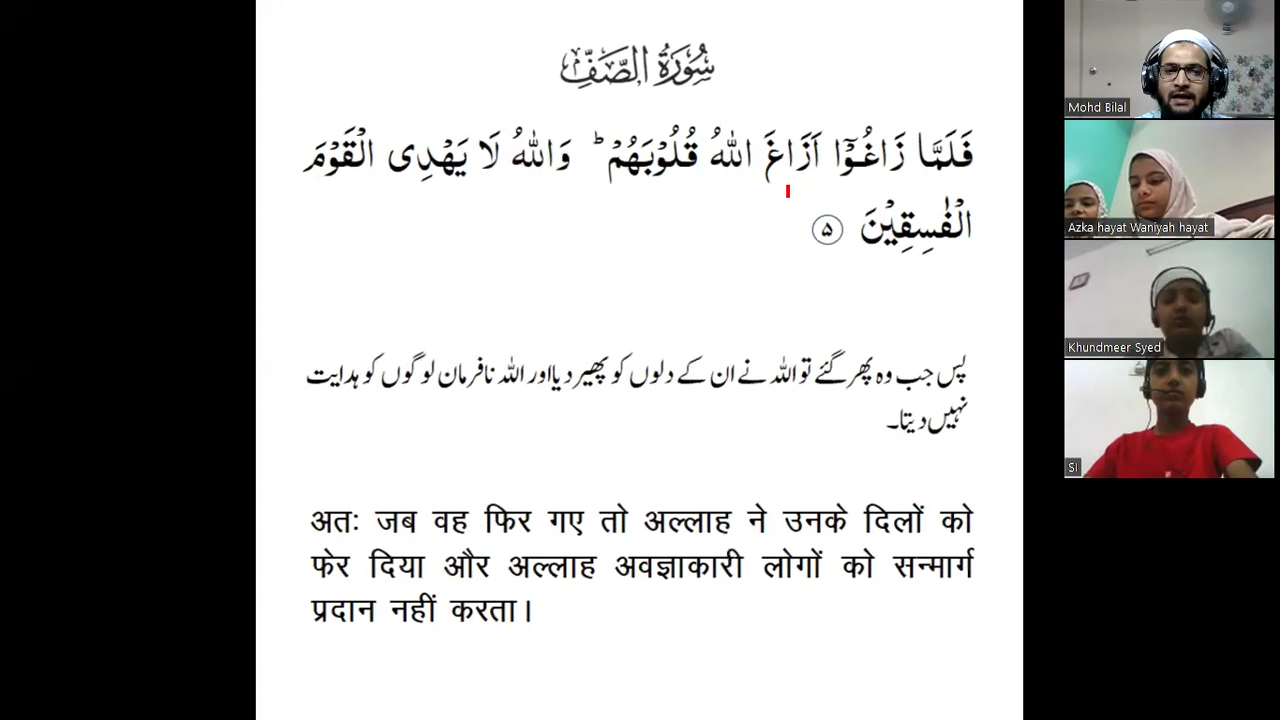 سُوْرَةُ الصَّفِّ
فَلَمَّا زَاغُوْۤا اَزَاغَ اللّٰهُ قُلُوْبَهُمْ ؕ وَاللّٰهُ لَا يَهْدِى الْقَوْمَ
الْفٰسِقِيْنَ ۵
پس جب وہ پھر گئے تو اللہ نے ان کے دلوں کو پھیر دیا اور اللہ نافرمان لوگوں کو ہدایت
نہیں دیتا۔
अतः जब वह फिर गए तो अल्लाह ने उनके दिलों को
फेर दिया और अल्लाह अवज्ञाकारी लोगों को सन्मार्ग
प्रदान नहीं करता।
Mohd Bilal
Azka hayat Waniyah hayat
Khundmeer Syed
SI